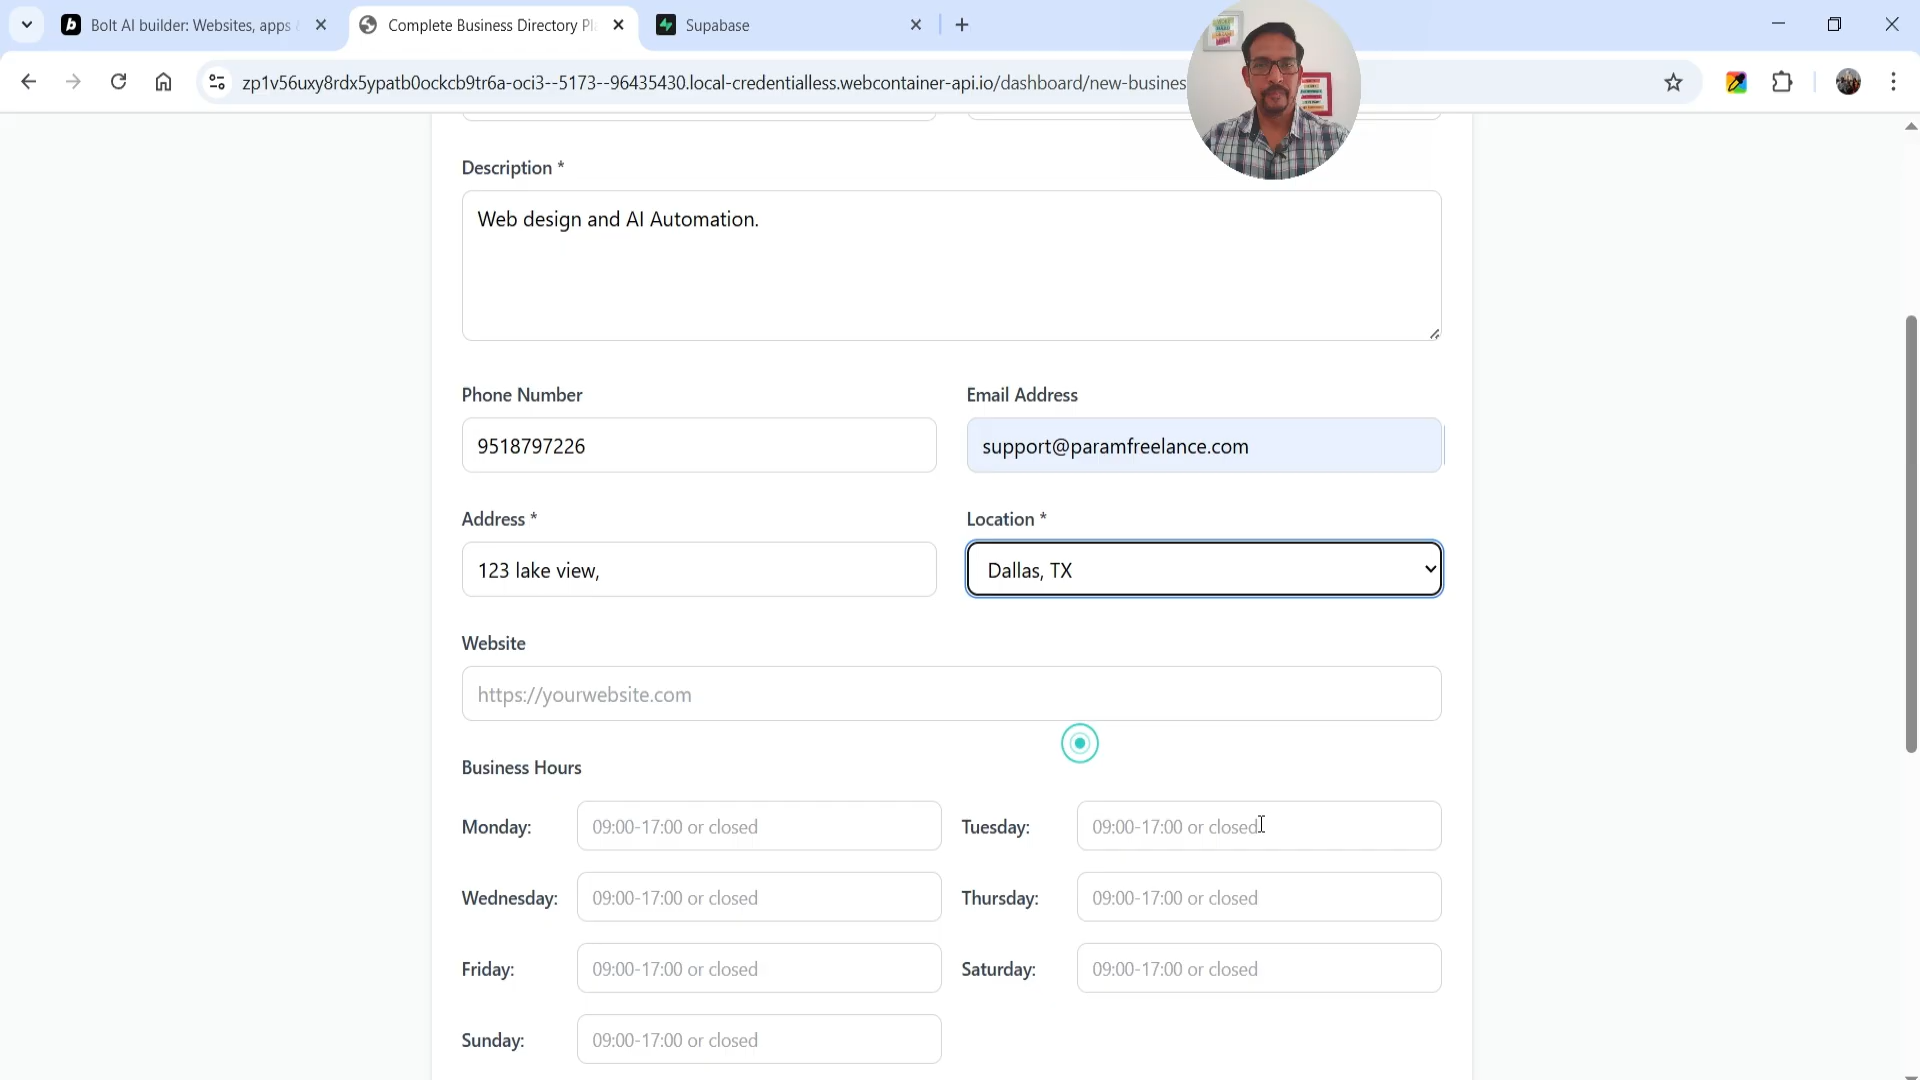 Bolt AI builder: Websites, apps
Complete Business Directory Pl
Supabase
zp1v56uxy8rdx5ypatb0ockcb9tr6a-oci3--5173--96435430.local-credentialless.webcontainer-api.io/dashboard/new-busines
Description *
Web design and AI Automation.
Phone Number
Email Address
9518797226
support@paramfreelance.com
Address *
Location *
123 lake view,
Dallas, TX
Website
https://yourwebsite.com
Business Hours
Monday: 09:00-17:00 or closed Tuesday: 09:00-17:00 or closed
Wednesday: 09:00-17:00 or closed Thursday: 09:00-17:00 or closed
Friday: 09:00-17:00 or closed Saturday: 09:00-17:00 or closed
Sunday: 09:00-17:00 or closed